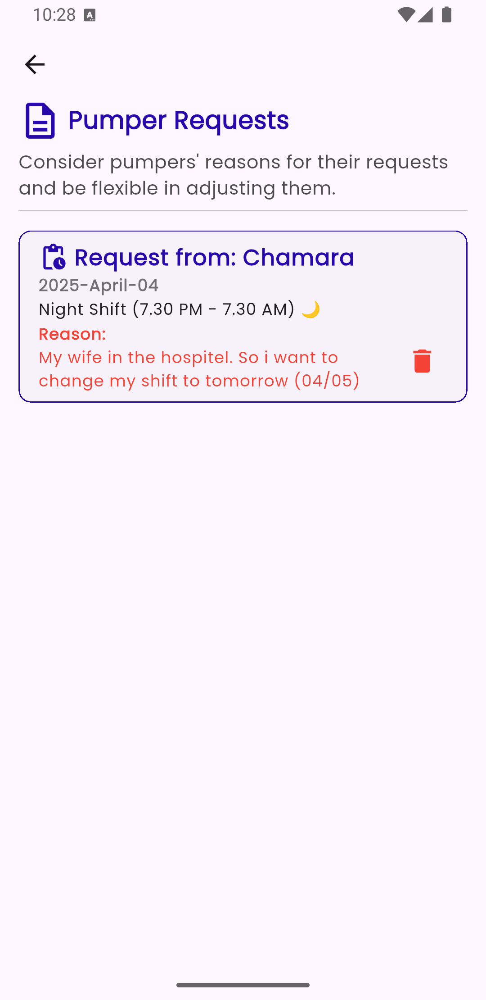 10:28
Pumper Requests
Consider pumpers' reasons for their requests
and be flexible in adjusting them.
Request from: Chamara
2025-April-04
Night Shift (7.30 PM - 7.30 AM) 🌙
Reason:
My wife in the hospitel. So i want to
change my shift to tomorrow (04/05)